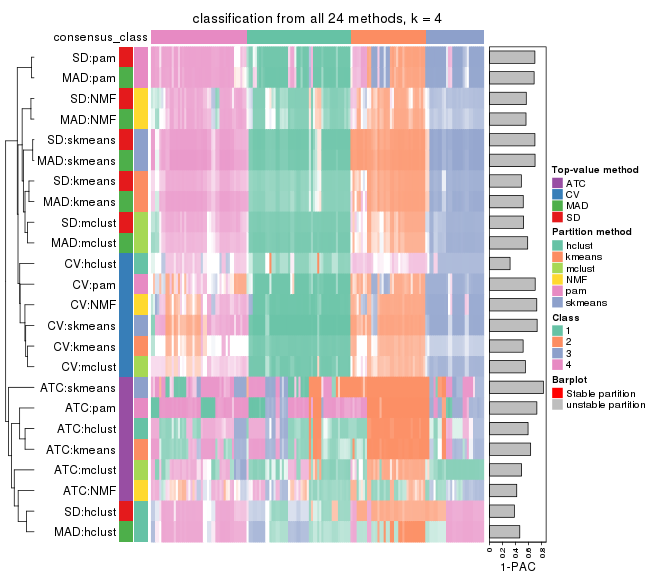 classification from all 24 methods, k = 4
consensus_class
SD:pam
MAD:pam
SD:NMF
MAD:NMF
SD:skmeans
MAD:skmeans
SD:kmeans
MAD:kmeans
SD:mclust
MAD:mclust
CV:hclust
CV:pam
CV:NMF
CV:skmeans
CV:kmeans
CV:mclust
ATC:skmeans
ATC:pam
ATC:hclust
ATC:kmeans
ATC:mclust
ATC:NMF
SD:hclust
MAD:hclust
0 0.2 0.4 0.6 0.8
1-PAC
Top-value method
ATC
CV
MAD
SD
Partition method
hclust
kmeans
mclust
NMF
pam
skmeans
Class
1
2
3
4
Barplot
Stable partition
unstable partition